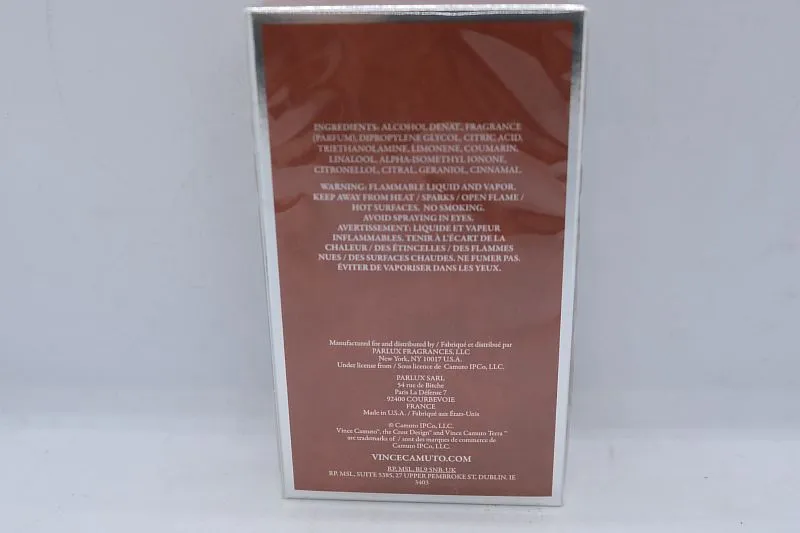 INGREDIENTS: ALCOHOL DENAT., FRAGRANCE
(PARFUM), DIPROPYLENE GLYCOL, CITRIC ACID,
TRIETHANOLAMINE, LIMONENE, COUMARIN,
LINALOOL, ALPHA-ISOMETHYL IONONE,
CITRONELLOL, CITRAL, GERANIOL, CINNAMAL.
WARNING: FLAMMABLE LIQUID AND VAPOR.
KEEP AWAY FROM HEAT / SPARKS / OPEN FLAME /
HOT SURFACES. NO SMOKING.
AVOID SPRAYING IN EYES.
AVERTISSEMENT: LIQUIDE ET VAPEUR
INFLAMMABLES. TENIR À L'ÉCART DE LA
CHALEUR / DES ÉTINCELLES / DES FLAMMES
NUES / DES SURFACES CHAUDES. NE FUMER PAS.
ÉVITER DE VAPORISER DANS LES YEUX.
Manufactured for and distributed by / Fabriqué et distribué par
PARLUX FRAGRANCES, LLC
New York, NY 10017 U.S.A.
Under license from / Sous licence de Camuto IPCo, LLC.
PARLUX SARL
54 rue de Bitche
Paris La Défense 7
92400 COURBEVOIE
FRANCE
Made in U.S.A. / Fabriqué aux États-Unis
© Camuto IPCo, LLC.
Vince Camuto™, the Crest Design™ and Vince Camuto Terra™
are trademarks of / sont des marques de commerce de
Camuto IPCo, LLC.
VINCECAMUTO.COM
RP, MSL, BL9 5NB, UK
RP, MSL, SUITE 5385, 27 UPPER PEMBROKE ST, DUBLIN, IE
5403